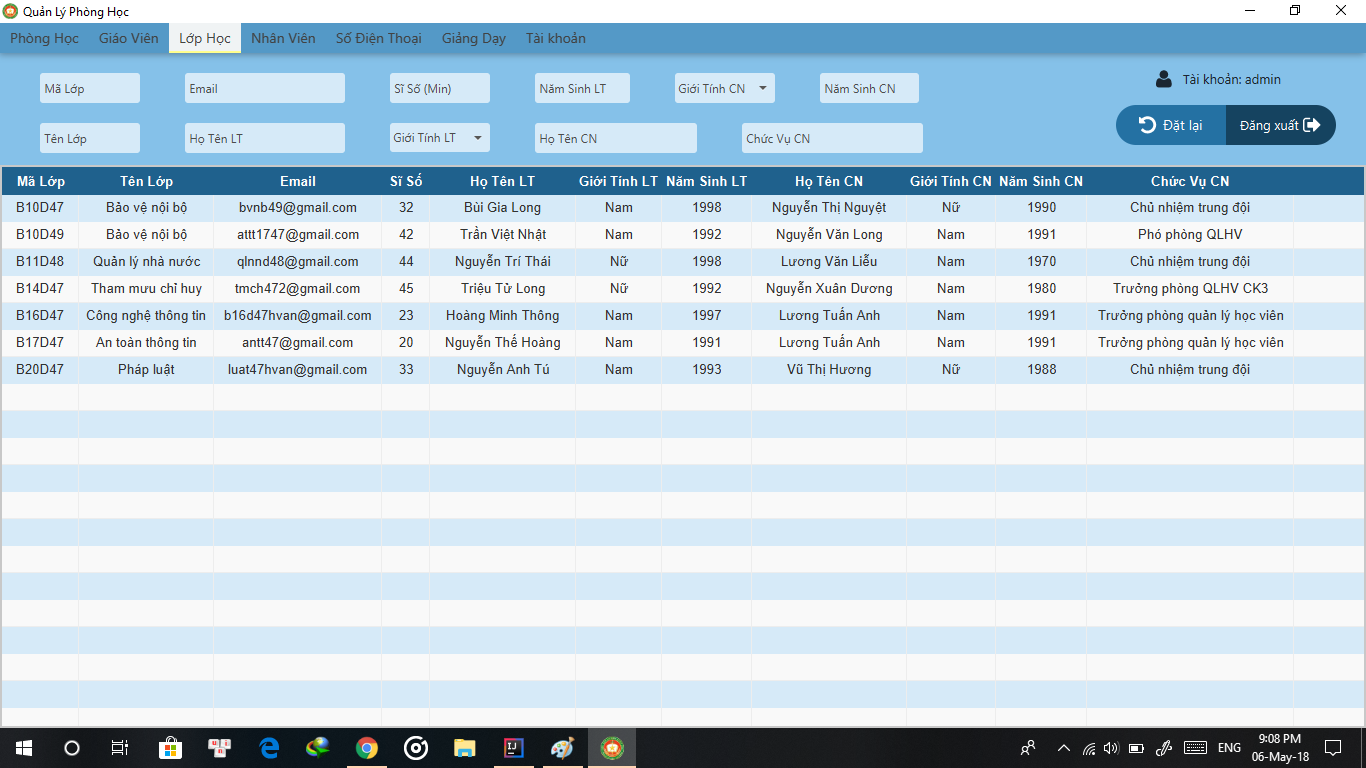 Quản Lý Phòng Học
Phòng Học Giáo Viên Lớp Học Nhân Viên Số Điện Thoại Giảng Dạy Tài khoản
Mã Lớp Email Sĩ Số (Min) Năm Sinh LT Giới Tính CN Năm Sinh CN Tài khoản: admin
Tên Lớp Họ Tên LT Giới Tính LT Họ Tên CN Chức Vụ CN Đặt lại Đăng xuất
Mã Lớp Tên Lớp Email Sĩ Số Họ Tên LT Giới Tính LT Năm Sinh LT Họ Tên CN Giới Tính CN Năm Sinh CN Chức Vụ CN
B10D47 Bảo vệ nội bộ bvnb49@gmail.com 32 Bùi Gia Long Nam 1998 Nguyễn Thị Nguyệt Nữ 1990 Chủ nhiệm trung đội
B10D49 Bảo vệ nội bộ attt1747@gmail.com 42 Trần Việt Nhật Nam 1992 Nguyễn Văn Long Nam 1991 Phó phòng QLHV
B11D48 Quản lý nhà nước qlnnd48@gmail.com 44 Nguyễn Trí Thái Nữ 1998 Lương Văn Liễu Nam 1970 Chủ nhiệm trung đội
B14D47 Tham mưu chỉ huy tmch472@gmail.com 45 Triệu Tử Long Nữ 1992 Nguyễn Xuân Dương Nam 1980 Trưởng phòng QLHV CK3
B16D47 Công nghệ thông tin b16d47hvan@gmail.com 23 Hoàng Minh Thông Nam 1997 Lương Tuấn Anh Nam 1991 Trưởng phòng quản lý học viên
B17D47 An toàn thông tin antt47@gmail.com 20 Nguyễn Thế Hoàng Nam 1991 Lương Tuấn Anh Nam 1991 Trưởng phòng quản lý học viên
B20D47 Pháp luật luat47hvan@gmail.com 33 Nguyễn Anh Tú Nam 1993 Vũ Thị Hương Nữ 1988 Chủ nhiệm trung đội
ENG 9:08 PM
06-May-18